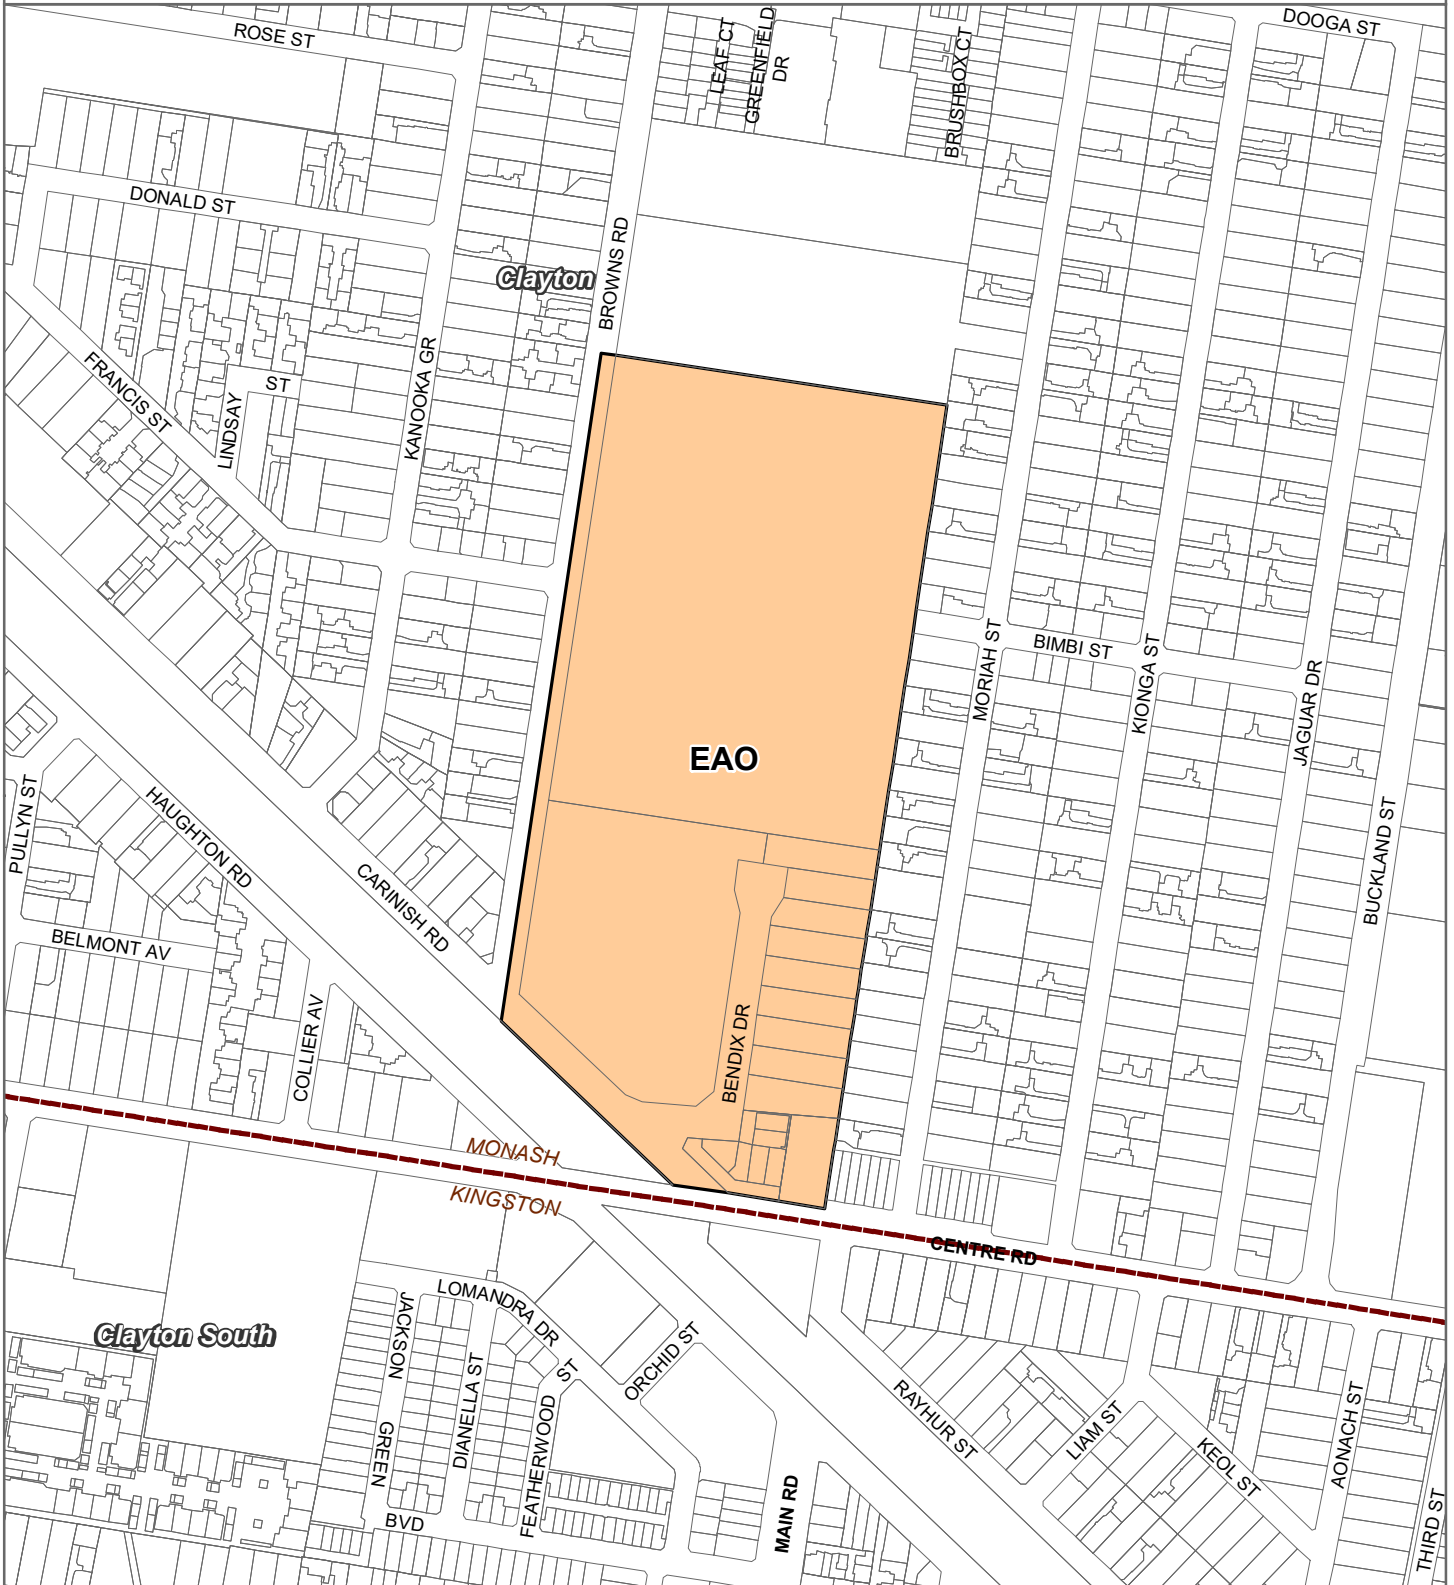 DOOGA ST
ROSE ST
LEAF CT
GREENFIELD
DR
BRUSHBOX CT
DONALD ST
BROWNS RD
Clayton
FRANCIS ST
ST
LINDSAY
KANOOKA GR
MORIAH ST
BIMBI ST
KIONGA ST
JAGUAR DR
EAO
PULLYN ST
HAUGHTON RD
CARINISH RD
BUCKLAND ST
BELMONT AV
COLLIER AV
BENDIX DR
MONASH
KINGSTON
CENTRE RD
LOMANDRA DR
Clayton South
JACKSON
GREEN
DIANELLA ST
FEATHERWOOD
ST
ORCHID ST
RAYHUR ST
LIAM ST
KEOL ST
AONACH ST
THIRD ST
BVD
MAIN RD